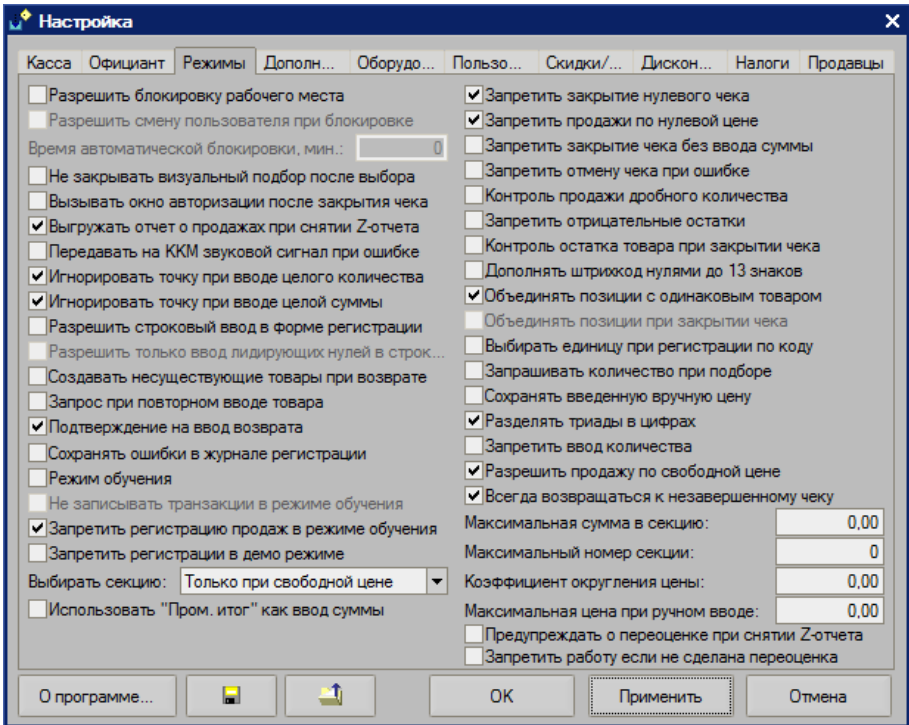 Настройка
Касса Официант Режимы Дополн... Оборудо... Пользо... Скидки/... Дискон... Налоги Продавцы
Разрешить блокировку рабочего места
Разрешить смену пользователя при блокировке
Время автоматической блокировки, мин.: 0
Не закрывать визуальный подбор после выбора
Вызывать окно авторизации после закрытия чека
Выгружать отчет о продажах при снятии Z-отчета
Передавать на ККМ звуковой сигнал при ошибке
Игнорировать точку при вводе целого количества
Игнорировать точку при вводе целой суммы
Разрешить строковый ввод в форме регистрации
Разрешить только ввод лидирующих нулей в строк...
Создавать несуществующие товары при возврате
Запрос при повторном вводе товара
Подтверждение на ввод возврата
Сохранять ошибки в журнале регистрации
Режим обучения
Не записывать транзакции в режиме обучения
Запретить регистрацию продаж в режиме обучения
Запретить регистрации в демо режиме
Выбирать секцию: Только при свободной цене
Использовать "Пром. итог" как ввод суммы
Запретить закрытие нулевого чека
Запретить продажи по нулевой цене
Запретить закрытие чека без ввода суммы
Запретить отмену чека при ошибке
Контроль продажи дробного количества
Запретить отрицательные остатки
Контроль остатка товара при закрытии чека
Дополнять штрихкод нулями до 13 знаков
Объединять позиции с одинаковым товаром
Объединять позиции при закрытии чека
Выбирать единицу при регистрации по коду
Запрашивать количество при подборе
Сохранять введенную вручную цену
Разделять триады в цифрах
Запретить ввод количества
Разрешить продажу по свободной цене
Всегда возвращаться к незавершенному чеку
Максимальная сумма в секцию: 0,00
Максимальный номер секции: 0
Коэффициент округления цены: 0,00
Максимальная цена при ручном вводе: 0,00
Предупреждать о переоценке при снятии Z-отчета
Запретить работу если не сделана переоценка
О программе... OK Применить Отмена